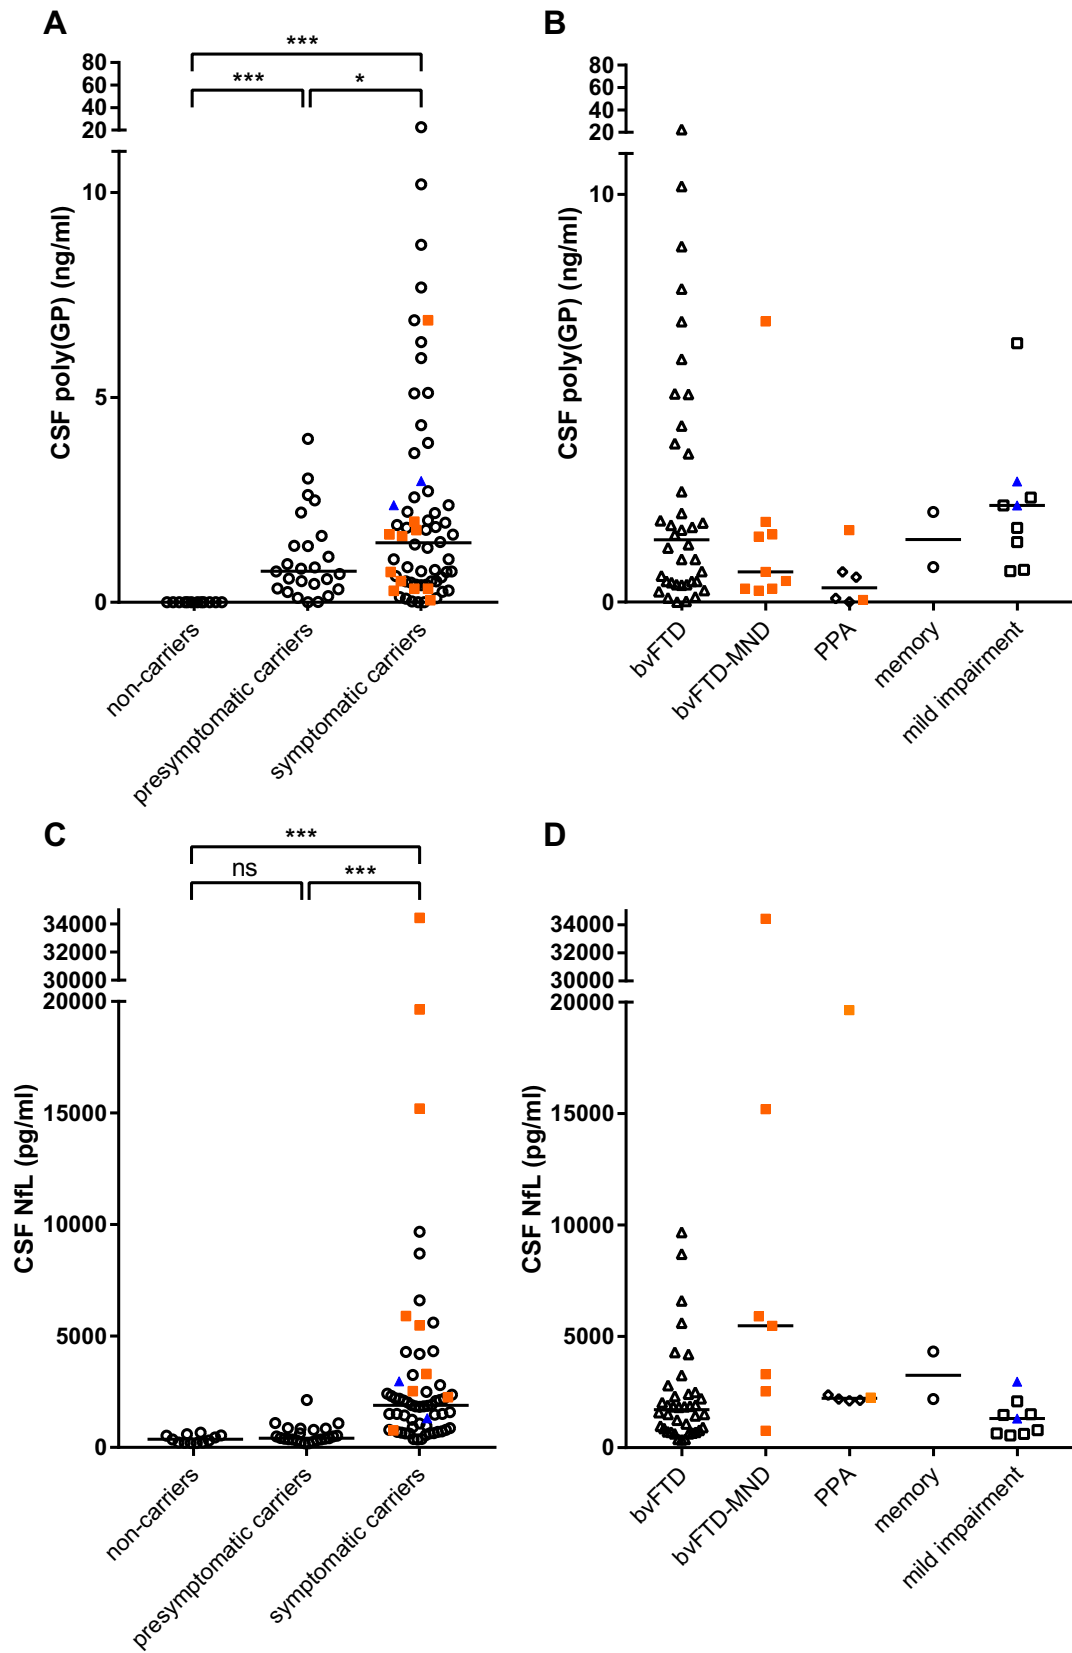 A
***
***
*
80
60
40
20
10
5
0
CSF poly(GP) (ng/ml)
non-carriers
presymptomatic carriers
symptomatic carriers
B
80
60
40
20
10
0
CSF poly(GP) (ng/ml)
bvFTD
bvFTD-MND
PPA
memory
mild impairment
C
***
ns
***
34000
32000
30000
20000
15000
10000
5000
0
CSF NfL (pg/ml)
non-carriers
presymptomatic carriers
symptomatic carriers
D
34000
32000
30000
20000
15000
10000
5000
0
CSF NfL (pg/ml)
bvFTD
bvFTD-MND
PPA
memory
mild impairment